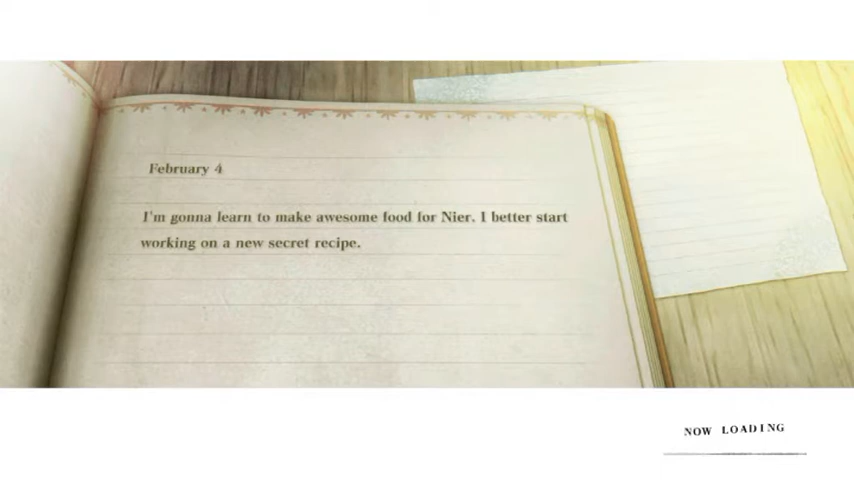 February 4
I'm gonna learn to make awesome food for Nier. I better start
working on a new secret recipe.
NOW LOADING